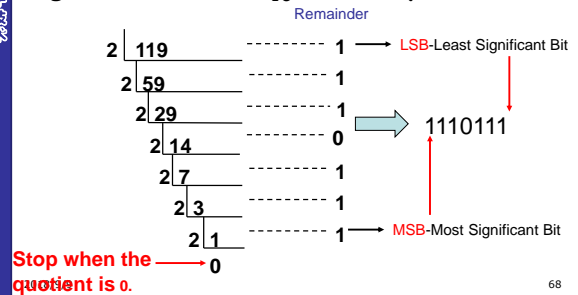 Remainder
2 119 1 LSB-Least Significant Bit
2 59 1
2 29 1
1110111
0
2 14
2 7 1
2 3 1
2 1 1 MSB-Most Significant Bit
Stop when the
0
quotient is 0.
68